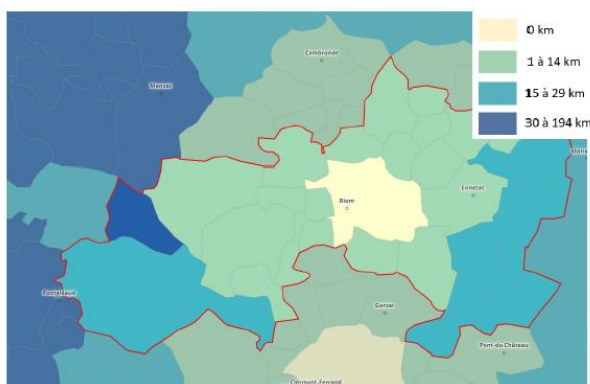 0 km
1 à 14 km
15 à 29 km
30 à 194 km
Combronde
Manzat
Riom
Ennezat
Pontgibaud
Gerzat
Pont-du-Château
Clermont-Ferrand